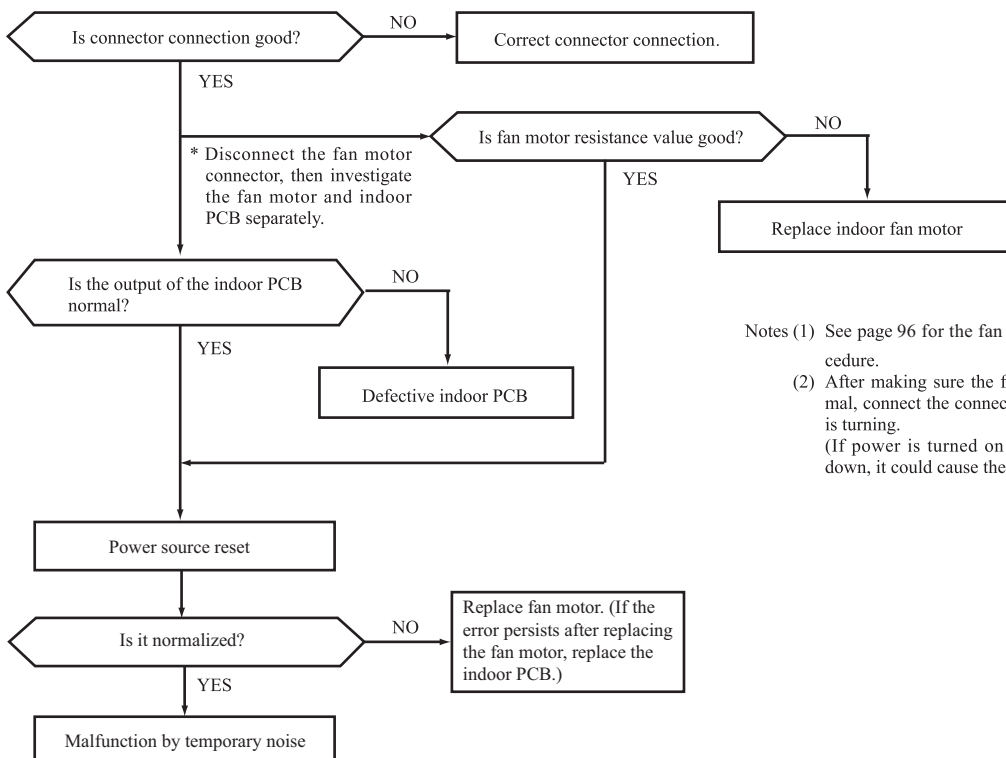 Is connector connection good?
NO
Correct connector connection.
YES
* Disconnect the fan motor
connector, then investigate
the fan motor and indoor
PCB separately.
Is fan motor resistance value good?
NO
YES
Replace indoor fan motor
Is the output of the indoor PCB
normal?
NO
YES
Defective indoor PCB
Notes (1) See page 96 for the fan
cedure.
(2) After making sure the
mal, connect the
is turning.
(If power is turned on
down, it could cause the
Power source reset
Is it normalized?
NO
Replace fan motor. (If the
error persists after replacing
the fan motor, replace the
indoor PCB.)
YES
Malfunction by temporary noise